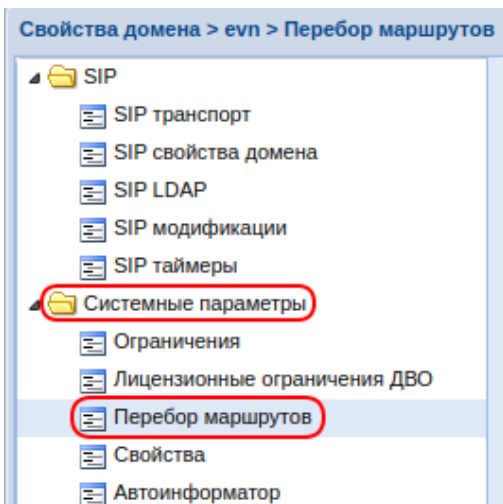 Свойства домена > evn > Перебор маршрутов
SIP
SIP транспорт
SIP свойства домена
SIP LDAP
SIP модификации
SIP таймеры
Системные параметры
Ограничения
Лицензионные ограничения ДВО
Перебор маршрутов
Свойства
Автоинформатор